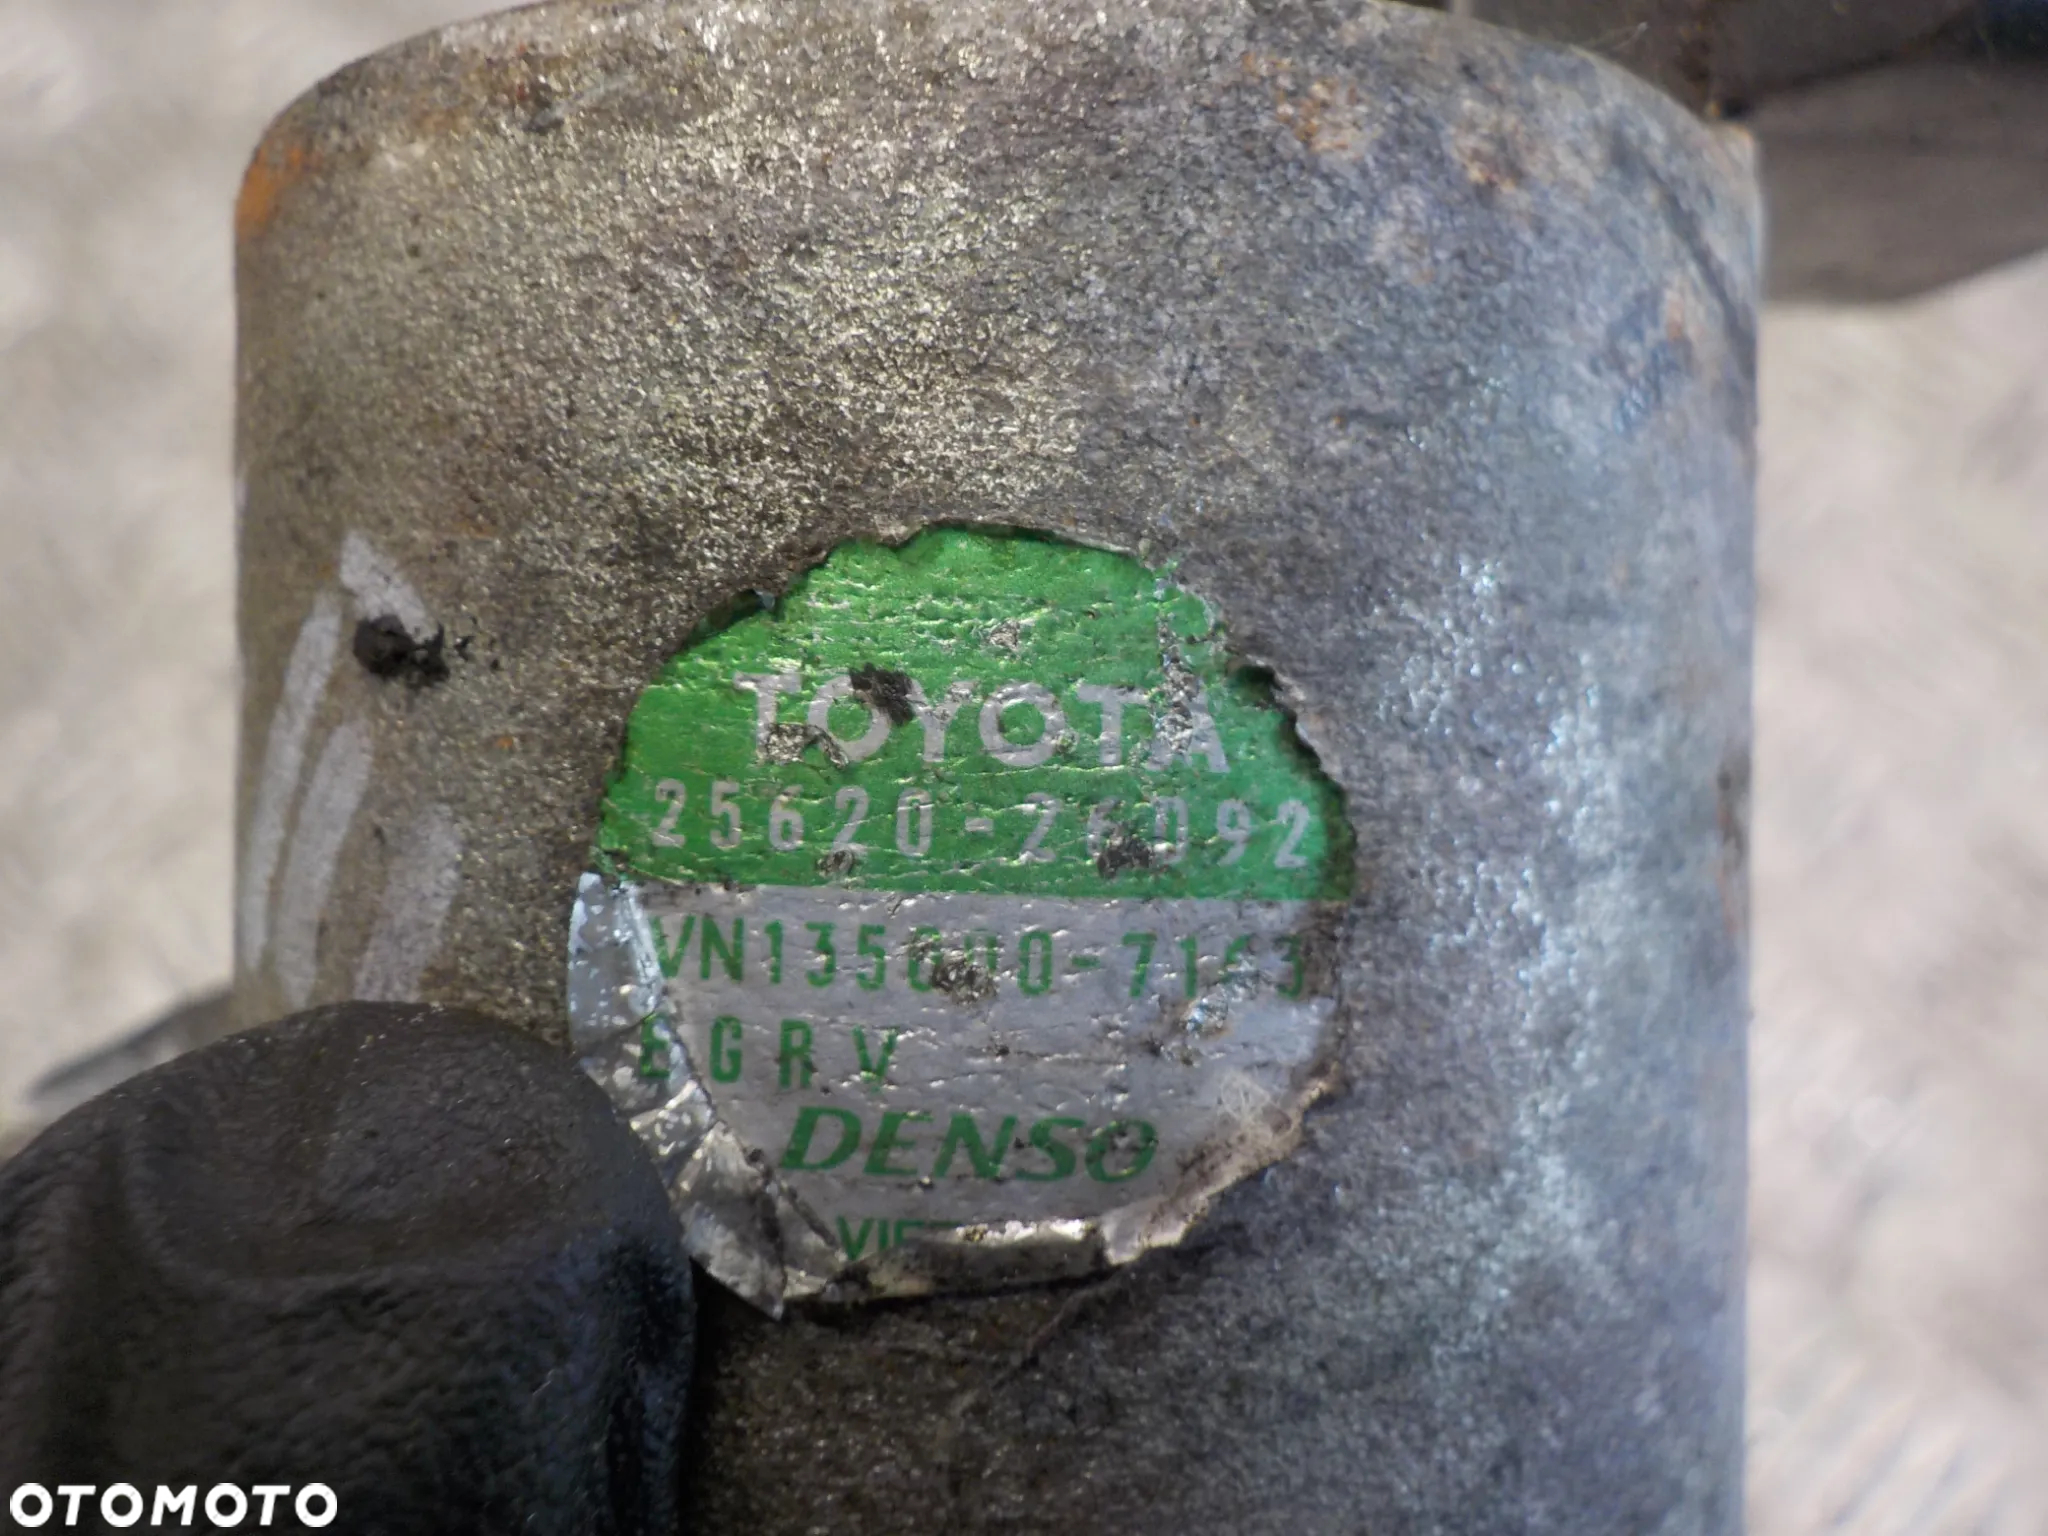 TOYOTA
25620-26092
VN135000-7163
EGRV
DENSO
OTOMOTO